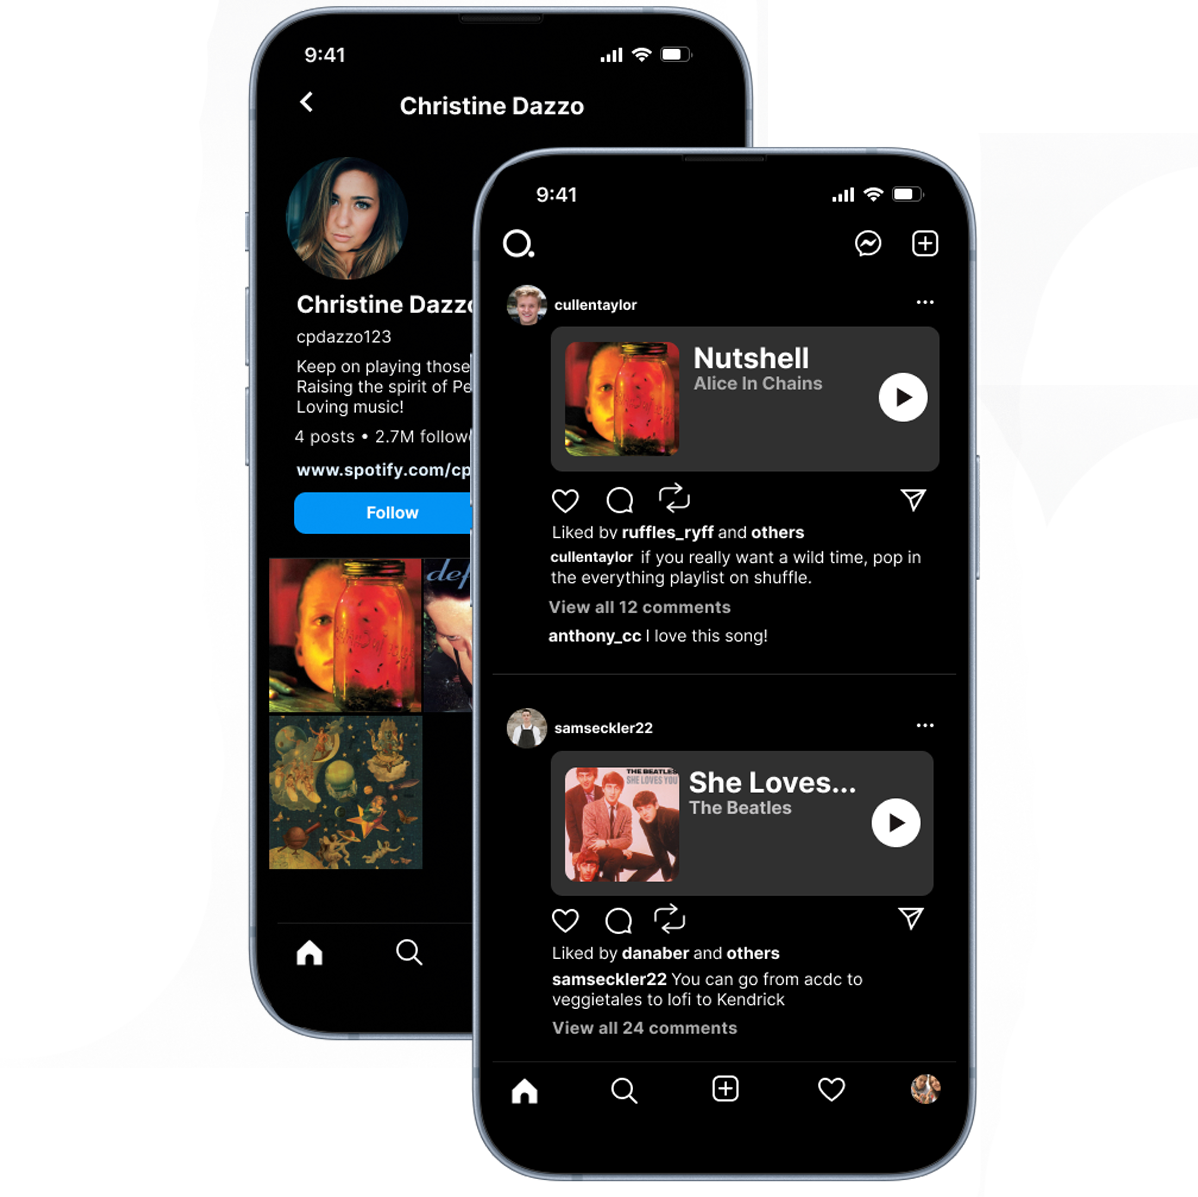 9:41
Christine Dazzo
Christine Dazzo
cpdazzo123
Keep on playing those
Raising the spirit of
Loving music!
4 posts • 2.7M
www.spotify.com/cp
Follow
def
9:41
cullentaylor
Nutshell
Alice In Chains
Liked by ruffles_ryff and others
cullentaylor if you really want a wild time, pop in
the everything playlist on shuffle.
View all 12 comments
anthony_cc I love this song!
samseckler22
THE BEATLES
SHE LOVES YOU
She Loves...
The Beatles
Liked by danaber and others
samseckler22 You can go from acdc to
veggietales to lofi to Kendrick
View all 24 comments